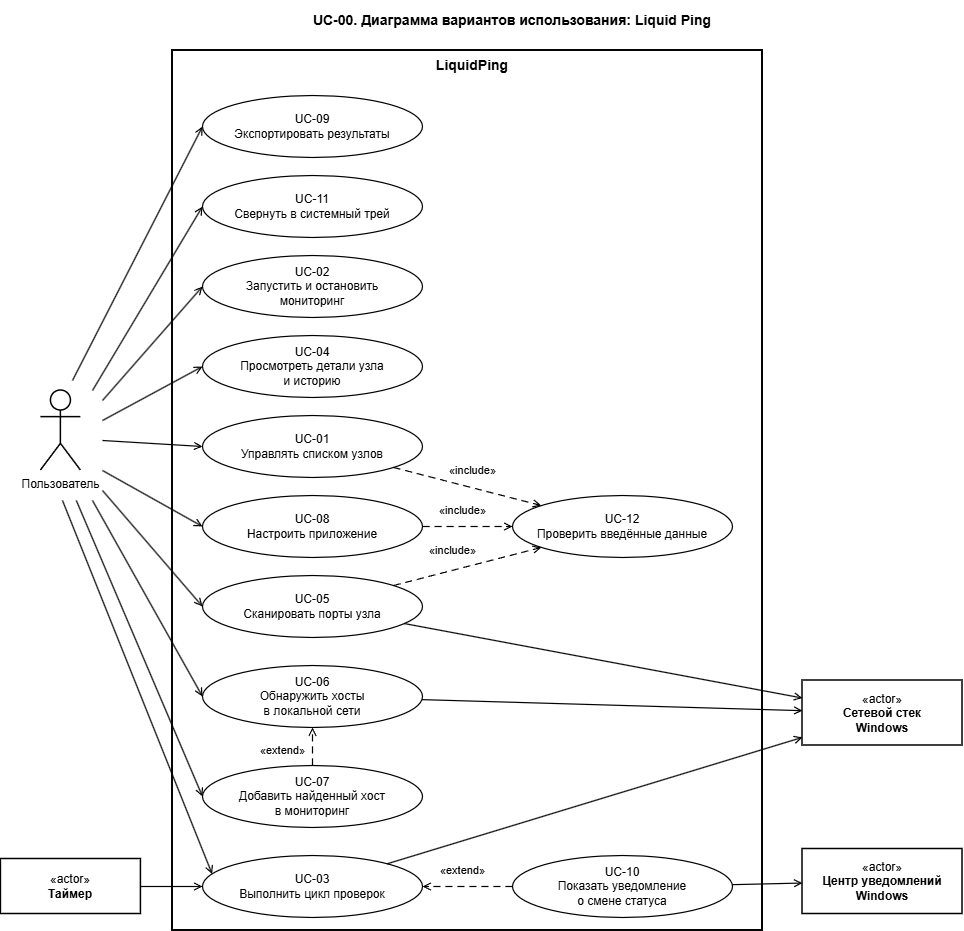 UC-00. Диаграмма вариантов использования: Liquid Ping
LiquidPing
UC-09
Экспортировать результаты
UC-11
Свернуть в системный трей
UC-02
Запустить и остановить
мониторинг
UC-04
Просмотреть детали узла
и историю
Пользователь
UC-01
Управлять списком узлов
«include»
UC-08
Настроить приложение
«include»
UC-12
Проверить введённые данные
«include»
UC-05
Сканировать порты узла
UC-06
Обнаружить хосты
в локальной сети
«actor»
Сетевой стек
Windows
«extend»
UC-07
Добавить найденный хост
в мониторинг
«actor»
Таймер
UC-03
Выполнить цикл проверок
«extend»
UC-10
Показать уведомление
о смене статуса
«actor»
Центр уведомлений
Windows